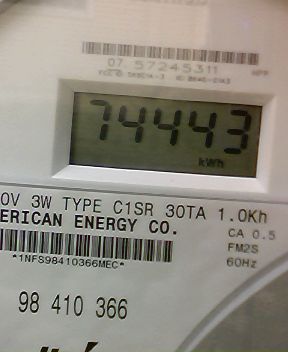 07 57245311
74443
kWh
0V 3W TYPE C1SR 30TA 1.0Kh
ERICAN ENERGY CO.
CA 0.5
FM2S
*1NFS98410366MEC*
60Hz
98 410 366